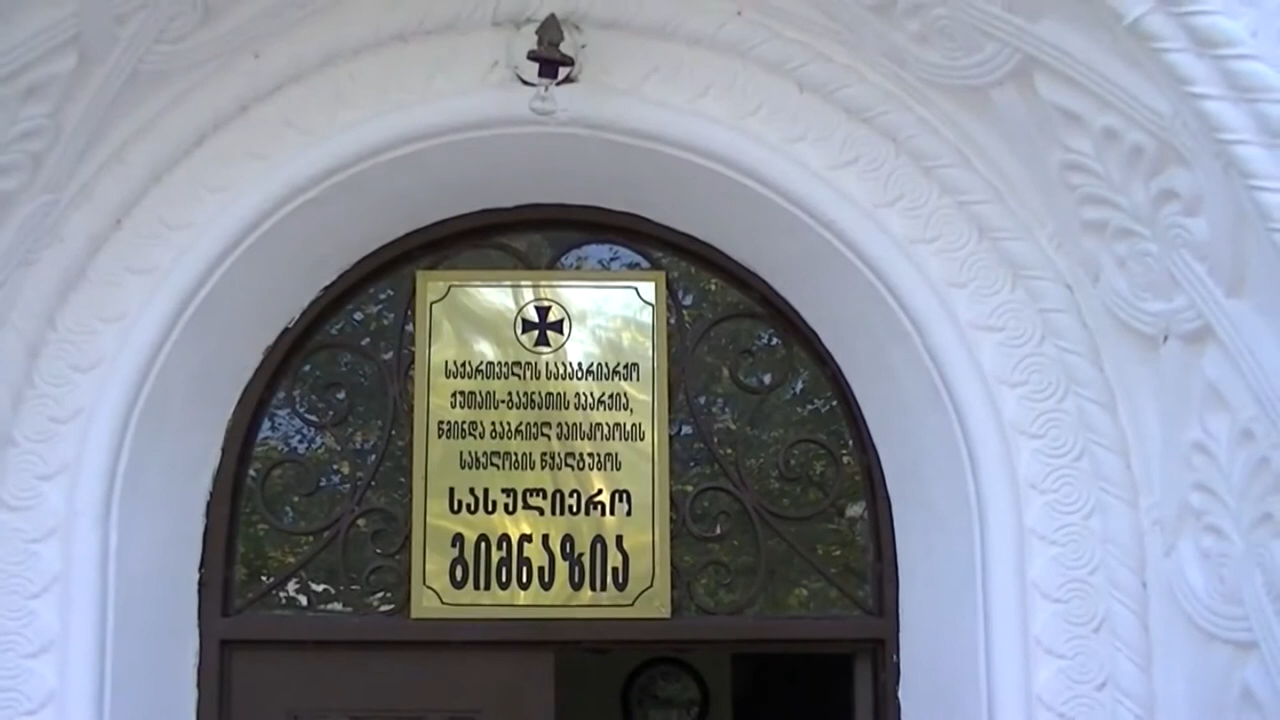 საქართველოს საპატრიარქო
ქუთაის-გაენათის ეპარქია,
წმინდა გაბრიელ ეპისკოპოსის
სახელობის წყალტუბოს
სასულიერო
გიმნაზია